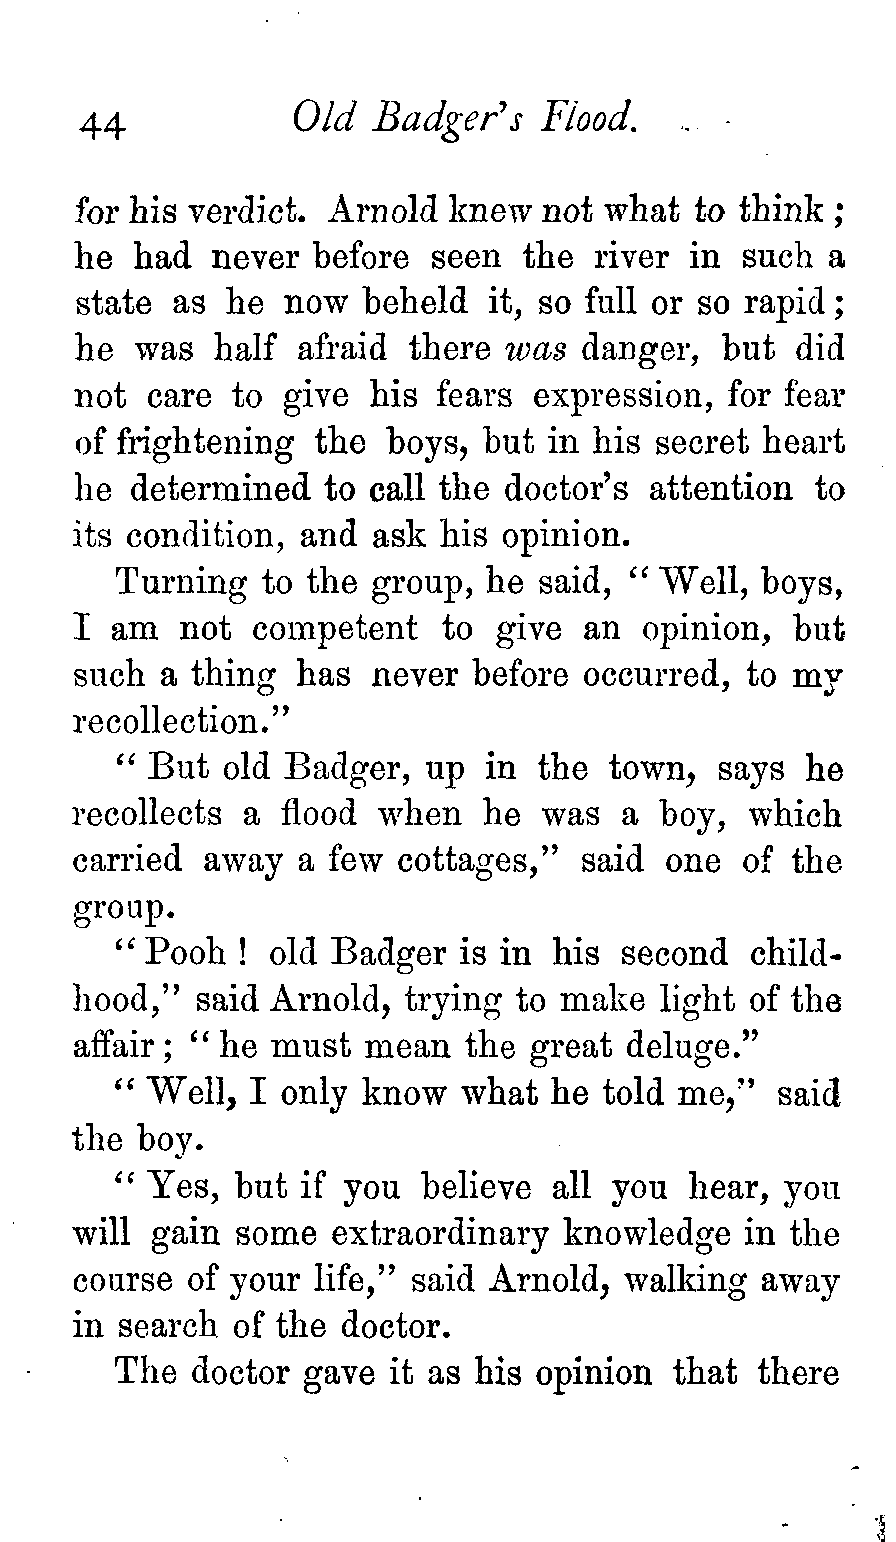 44 Old Badger's Flood.
for his verdict. Arnold knew not what to think ;
he had never before seen the river in such a
state as he now beheld it, so full or so rapid ;
he was half afraid there was danger, but did
not care to give his fears expression, for fear
of frightening the boys, but in his secret heart
he determined to call the doctor's attention to
its condition, and ask his opinion.
Turning to the group, he said, " Well, boys,
I am not competent to give an opinion, but
such a thing has never before occurred, to my
recollection."
" But old Badger, up in the town, says he
recollects a flood when he was a boy, which
carried away a few cottages," said one of the
group.
" Pooh ! old Badger is in his second child-
hood," said Arnold, trying to make light of the
affair ; " he must mean the great deluge."
" Well, I only know what he told me," said
the boy.
" Yes, but if you believe all you hear, you
will gain some extraordinary knowledge in the
course of your life," said Arnold, walking away
in search of the doctor.
The doctor gave it as his opinion that there